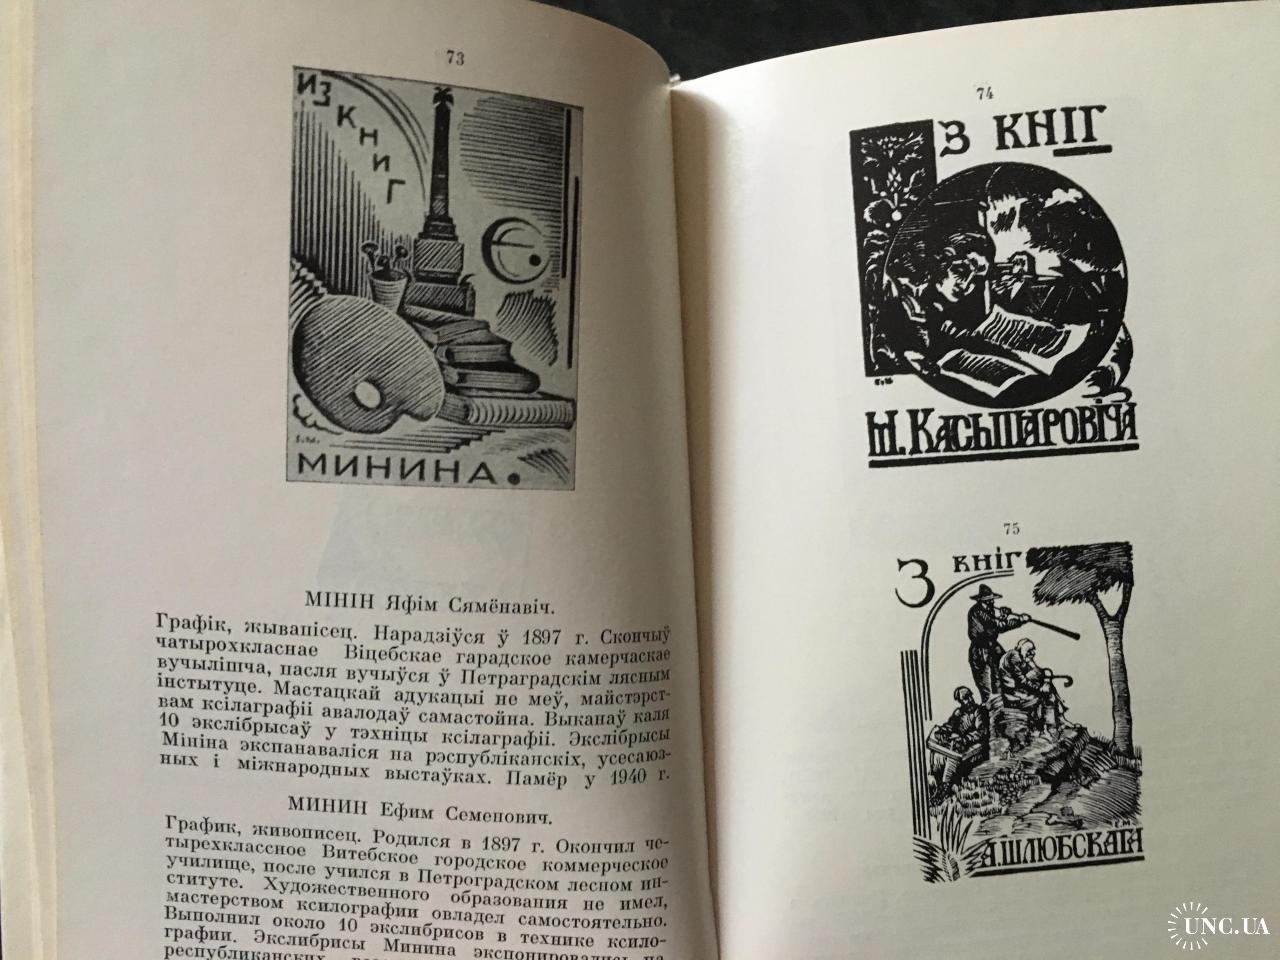 73
ИЗ
КНИГ
Е.М.
МИНИНА.
МІНІН Яфім Сямёнавіч.
Графік, жывапісец. Нарадзіўся ў 1897 г. Скончыў
чатырохкласнае Віцебскае гарадское камерчаскае
вучылішча, пасля вучыўся ў Петраградскім лясным
інстытуце. Мастацкай адукацыі не меў, майстэрст-
вам ксілаграфіі авалодаў самастойна. Выканаў каля
10 экслібрысаў у тэхніцы ксілаграфіі. Экслібрысы
Мініна экспанаваліся на рэспубліканскіх, усесаюз-
ных і міжнародных выстаўках. Памёр у 1940 г.
МИНИН Ефим Семенович.
График, живописец. Родился в 1897 г. Окончил че-
тырехклассное Витебское городское коммерческое
училище, после учился в Петроградском лесном ин-
ституте. Художественного образования не имел,
мастерством ксилографии овладел самостоятельно.
Выполнил около 10 экслибрисов в технике ксило-
графии. Экслибрисы Минина экспонировались на
республиканских,
74
З КНІГ
Ш. КАСЬПАРОВІЧА
75
З КНІГ
Е.М.
А.ШЛЮБСКАГА
UNC.UA